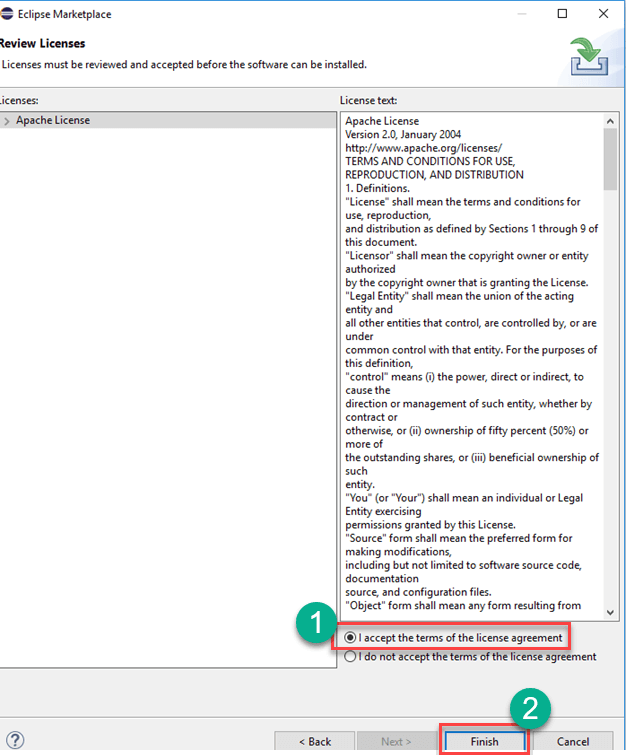 Eclipse Marketplace
Review Licenses
Licenses must be reviewed and accepted before the software can be installed.
Licenses:
Apache License
License text:
Apache License
Version 2.0, January 2004
http://www.apache.org/licenses/
TERMS AND CONDITIONS FOR USE,
REPRODUCTION, AND DISTRIBUTION
1. Definitions.
"License" shall mean the terms and conditions for
use, reproduction,
and distribution as defined by Sections 1 through 9 of
this document.
"Licensor" shall mean the copyright owner or entity
authorized
by the copyright owner that is granting the License.
"Legal Entity" shall mean the union of the acting
entity and
all other entities that control, are controlled by, or are
under
common control with that entity. For the purposes of
this definition,
"control" means (i) the power, direct or indirect, to
cause the
direction or management of such entity, whether by
contract or
otherwise, or (ii) ownership of fifty percent (50%) or
more of
the outstanding shares, or (iii) beneficial ownership of
such
entity.
"You" (or "Your") shall mean an individual or Legal
Entity exercising
permissions granted by this License.
"Source" form shall mean the preferred form for
making modifications,
including but not limited to software source code,
documentation
source, and configuration files.
"Object" form shall mean any form resulting from
1
I accept the terms of the license agreement
I do not accept the terms of the license agreement
2
?
< Back Next > Finish Cancel